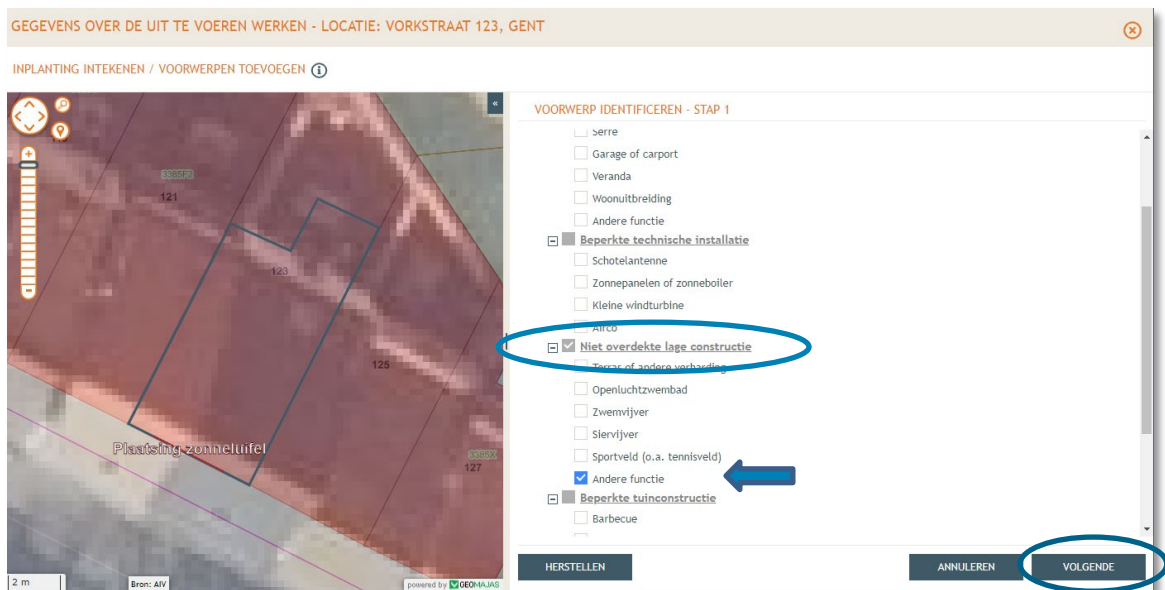 GEGEVENS OVER DE UIT TE VOEREN WERKEN - LOCATIE: VORKSTRAAT 123, GENT
INPLANTING INTEKENEN / VOORWERPEN TOEVOEGEN
VOORWERP IDENTIFICEREN - STAP 1
Serre
Garage of carport
Veranda
Woonuitbreiding
Andere functie
Beperkte technische installatie
Schotelantenne
Zonnepanelen of zonneboiler
Kleine windturbine
Airco
Niet overdekte lage constructie
Terras of andere verharding
Openluchtzwembad
Zwemvijver
Siervijver
Sportveld (o.a. tennisveld)
Andere functie
Beperkte tuinconstructie
Barbecue
121
123
125
127
Plaatsing zonneluifel
2 m
Bron: AIV
powered by GEOMAJAS
HERSTELLEN
ANNULEREN
VOLGENDE